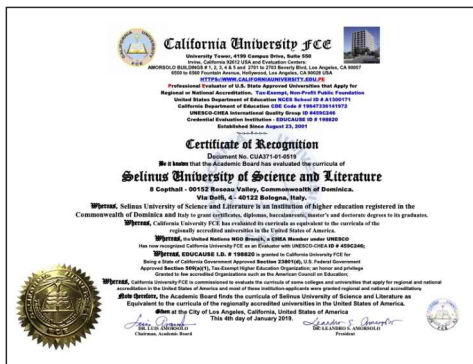 California University FCE
University Tower, 4199 Campus Drive, Suite 550
Irvine, California 92612 USA and Evaluation Centers:
AMORSOLO BUILDINGS # 1, 2, 3, 4 & 5 and 2701 to 2703 Beverly Blvd, Los Angeles, CA 90057
6550 to 6560 Fountain Avenue, Hollywood, Los Angeles, CA 90028 USA
HTTPS//WWW.CALIFORNIAUNIVERSITY.EDU.PE
Professional Evaluator of U.S. State Approved Universities that Apply for
Regional or National Accreditation. Tax-Exempt, Non-Profit Public Foundation
United States Department of Education NCES School ID # A1300171
California Department of Education CDE Code # 19647336141972
UNESCO-CHEA International Quality Group ID #459C246
Credential Evaluation Institution - EDUCAUSE ID # 198820
Established Since August 23, 2001
Certificate of Recognition
Document No. CUA371-01-0519
Be it known that the Academic Board has evaluated the curricula of
Selinus University of Science and Literature
8 Copthall - 00152 Roseau Valley, Commonwealth of Dominica.
Via Delfi, 4 - 40122 Bologna, Italy.
Whereas, Selinus University of Science and Literature is an institution of higher education registered in the
Commonwealth of Dominica and Italy to grant certificates, diplomas, baccalaureate, master's and doctorate degrees to its graduates.
Whereas, California University FCE has evaluated its curricula as equivalent to the curricula of the
regionally accredited universities in the United States of America.
Whereas, the United Nations NGO Branch, a CHEA Member under UNESCO
Has now recognized California University FCE as an Evaluator with UNESCO-CHEA ID # 459C246;
Whereas, EDUCAUSE I.D. # 198820 is granted to California University FCE for
Being a State of California Government Approved Section 23801(d), U.S. Federal Government
Approved Section 509(a)(1), Tax-Exempt Higher Education Organization; an honor and privilege
Granted to few accredited Organizations such as the American Council on Education;
Whereas, California University FCE is commissioned to evaluate the curricula of some colleges and universities that apply for regional and national
accreditation in the United States of America and most of these institution-applicants were granted regional and national accreditations
Now therefore, the Academic Board finds the curricula of Selinus University of Science and Literature as
Equivalent to the curricula of the regionally accredited universities in the United States of America.
Given at the City of Los Angeles, California, United States of America
This 4th day of January 2019.
DR. LUIS AMORSOLO
Chairman, Academic Board
DR. LEANDRO S. AMORSOLO
President